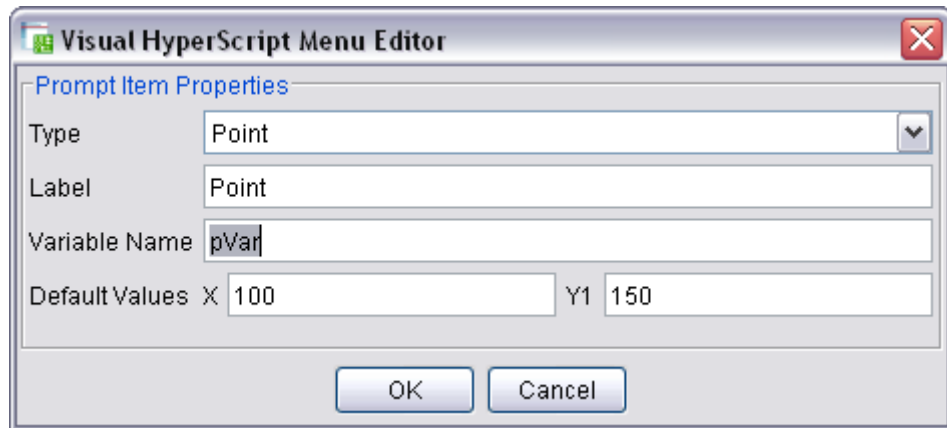 Visual HyperScript Menu Editor
Prompt Item Properties
Type Point
Label Point
Variable Name pVar
Default Values X 100 Y1 150
OK Cancel